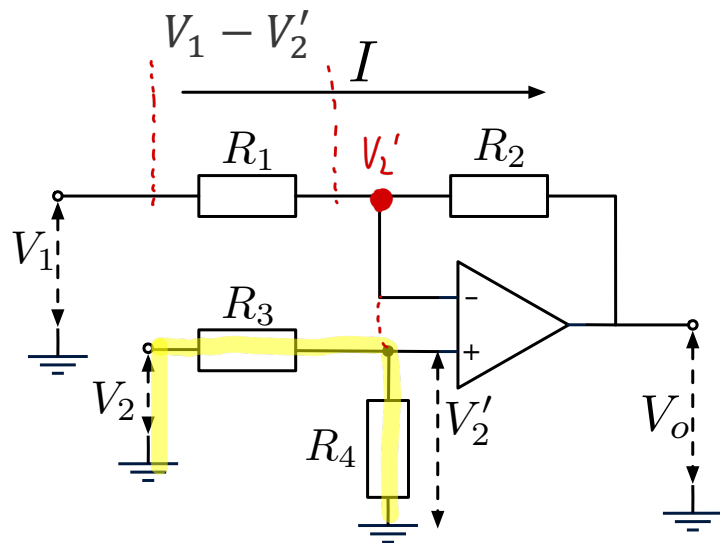 V₁ − V₂′
I
R₁
V₂′
R₂
V₁
−
R₃
+
V₂
R₄
V₂′
Vₒ